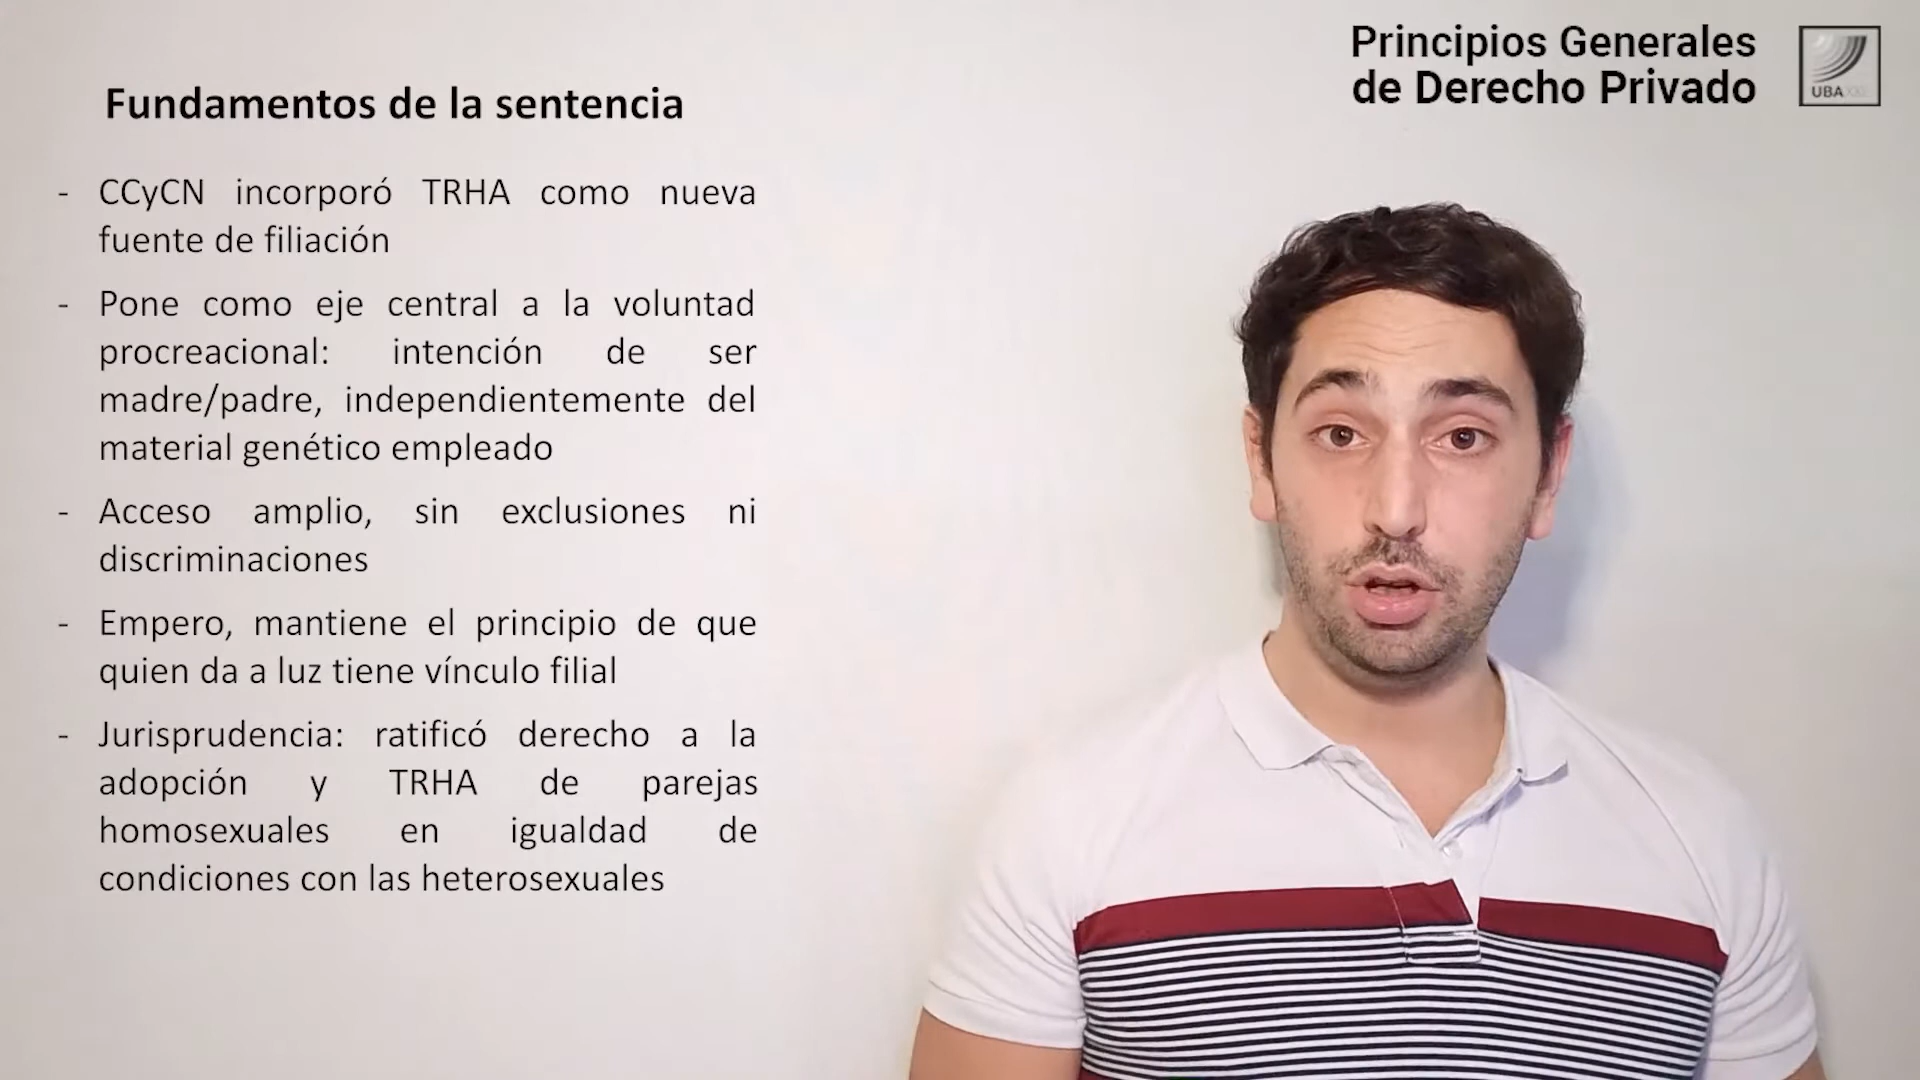 Principios Generales
de Derecho Privado
UBA XXI
Fundamentos de la sentencia
- CCyCN incorporó TRHA como nueva
fuente de filiación
- Pone como eje central a la voluntad
procreacional: intención de ser
madre/padre, independientemente del
material genético empleado
- Acceso amplio, sin exclusiones ni
discriminaciones
- Empero, mantiene el principio de que
quien da a luz tiene vínculo filial
- Jurisprudencia: ratificó derecho a la
adopción y TRHA de parejas
homosexuales en igualdad de
condiciones con las heterosexuales